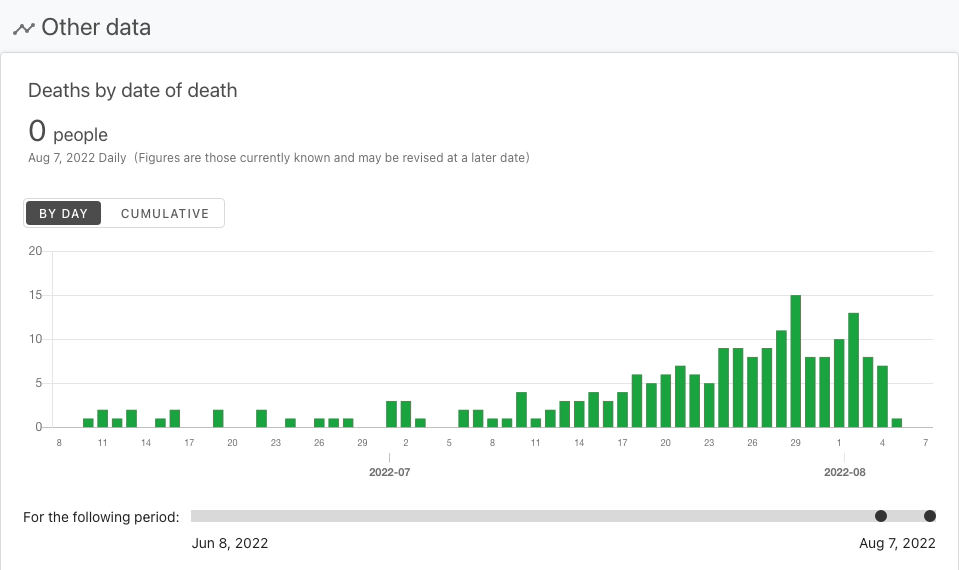 Other data
Deaths by date of death
0 people
Aug 7, 2022 Daily (Figures are those currently known and may be revised at a later date)
BY DAY CUMULATIVE
20
15
10
5
0
8 11 14 17 20 23 26 29 2 5 8 11 14 17 20 23 26 29 1 4 7
2022-07 2022-08
For the following period:
Jun 8, 2022 Aug 7, 2022